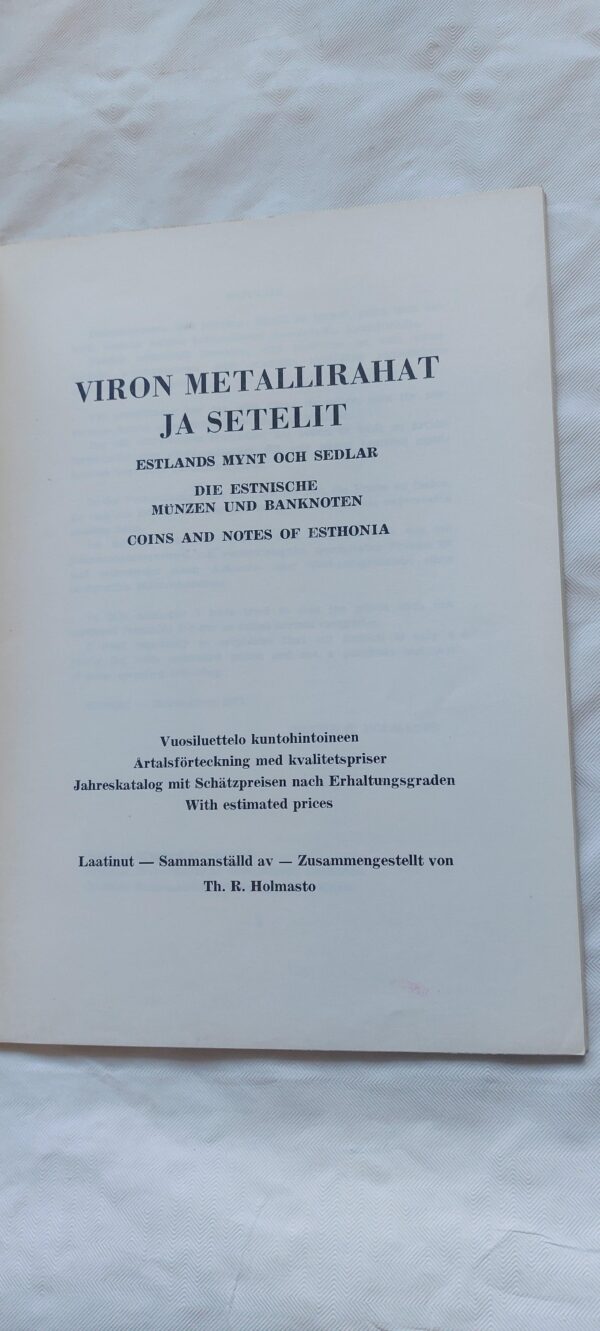 VIRON METALLIRAHAT
JA SETELIT
ESTLANDS MYNT OCH SEDLAR
DIE ESTNISCHE
MÜNZEN UND BANKNOTEN
COINS AND NOTES OF ESTHONIA
Vuosiluettelo kuntohintoineen
Årtalsförteckning med kvalitetspriser
Jahreskatalog mit Schätzpreisen nach Erhaltungsgraden
With estimated prices
Laatinut — Sammanställd av — Zusammengestellt von
Th. R. Holmasto